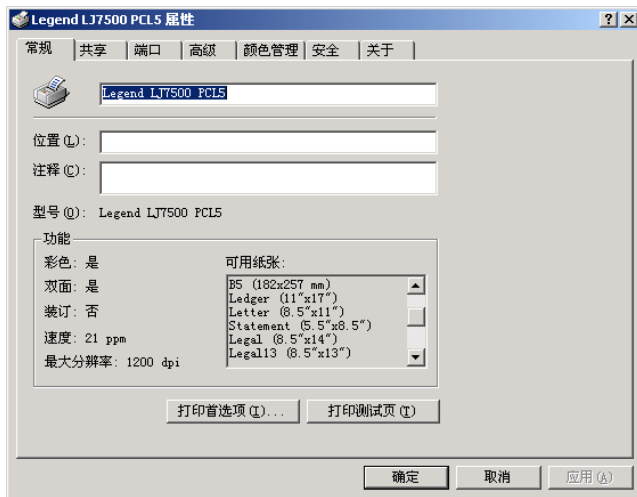 Legend LJ7500 PCL5 属性
常规 共享 端口 高级 颜色管理 安全 关于
Legend LJ7500 PCL5
位置(L):
注释(C):
型号(O): Legend LJ7500 PCL5
功能
彩色: 是
双面: 是
装订: 否
速度: 21 ppm
最大分辨率: 1200 dpi
可用纸张:
B5 (182x257 mm)
Ledger (11"x17")
Letter (8.5"x11")
Statement (5.5"x8.5")
Legal (8.5"x14")
Legal13 (8.5"x13")
打印首选项(I)... 打印测试页(T)
确定 取消 应用(A)